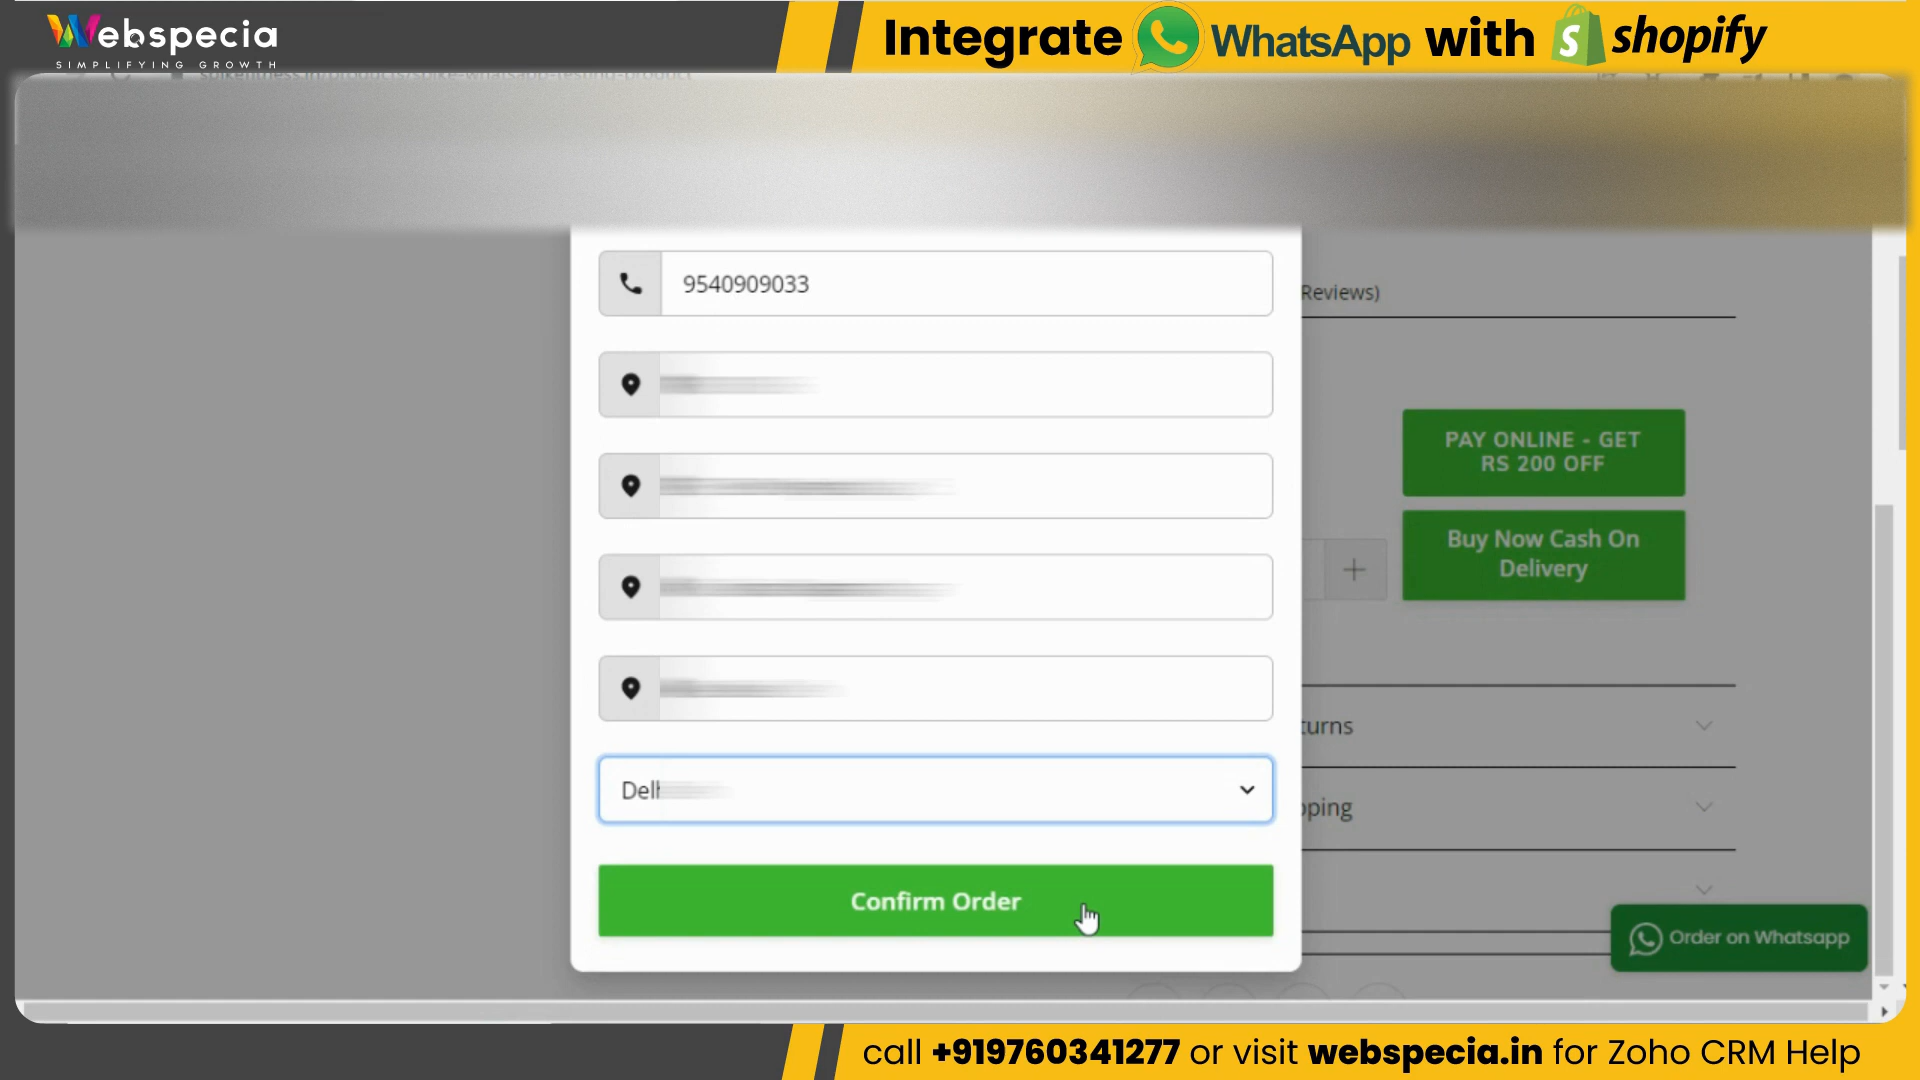 Webspecia
SIMPLIFYING GROWTH
Integrate WhatsApp with shopify
9540909033
Reviews)
PAY ONLINE - GET
RS 200 OFF
Buy Now Cash On
Delivery
turns
pping
Delh
Confirm Order
Order on Whatsapp
call +919760341277 or visit webspecia.in for Zoho CRM Help